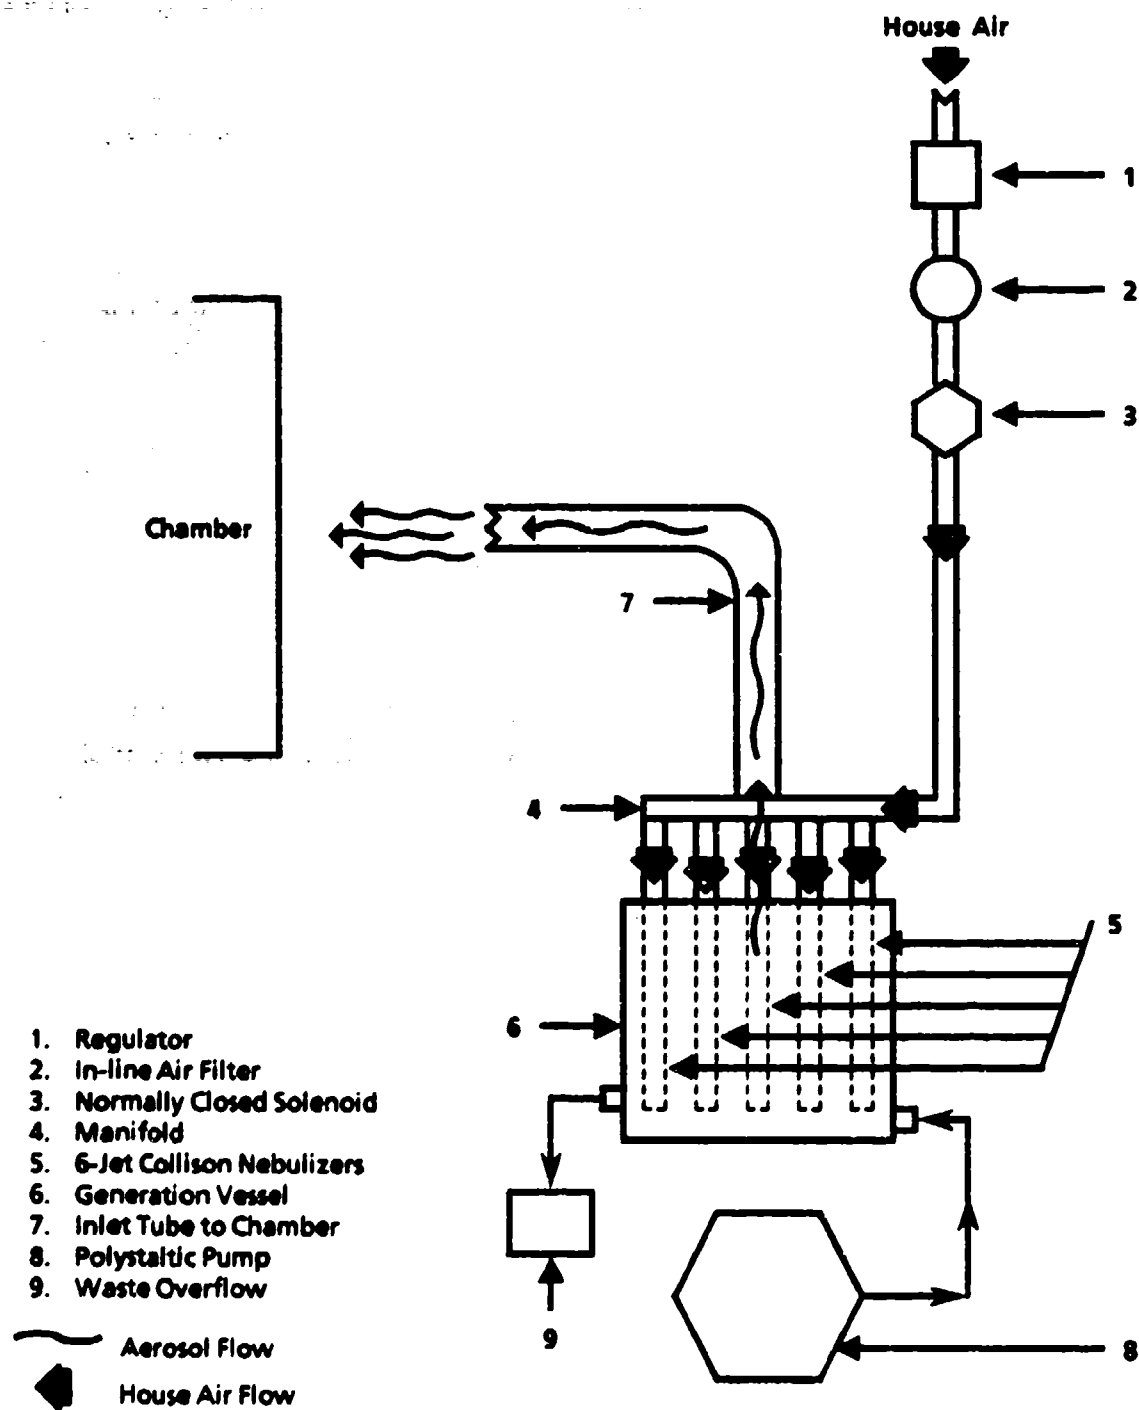 House Air
1
2
3
Chamber
7
4
5
6
1. Regulator
2. In-line Air Filter
3. Normally Closed Solenoid
4. Manifold
5. 6-Jet Collison Nebulizers
6. Generation Vessel
7. Inlet Tube to Chamber
8. Polystaltic Pump
9. Waste Overflow
9
8
Aerosol Flow
House Air Flow